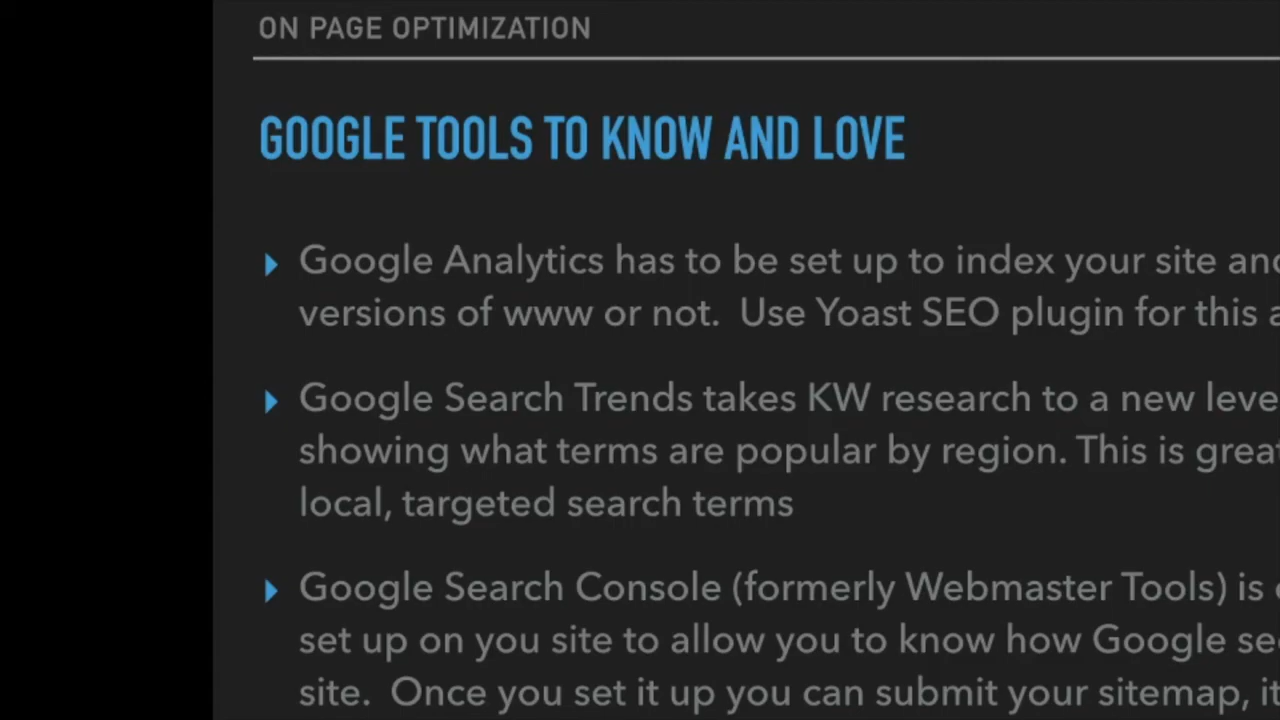 ON PAGE OPTIMIZATION
GOOGLE TOOLS TO KNOW AND LOVE
Google Analytics has to be set up to index your site and
versions of www or not. Use Yoast SEO plugin for this
Google Search Trends takes KW research to a new
showing what terms are popular by region. This is great
local, targeted search terms
Google Search Console (formerly Webmaster Tools) is
set up on you site to allow you to know how Google
site. Once you set it up you can submit your sitemap,